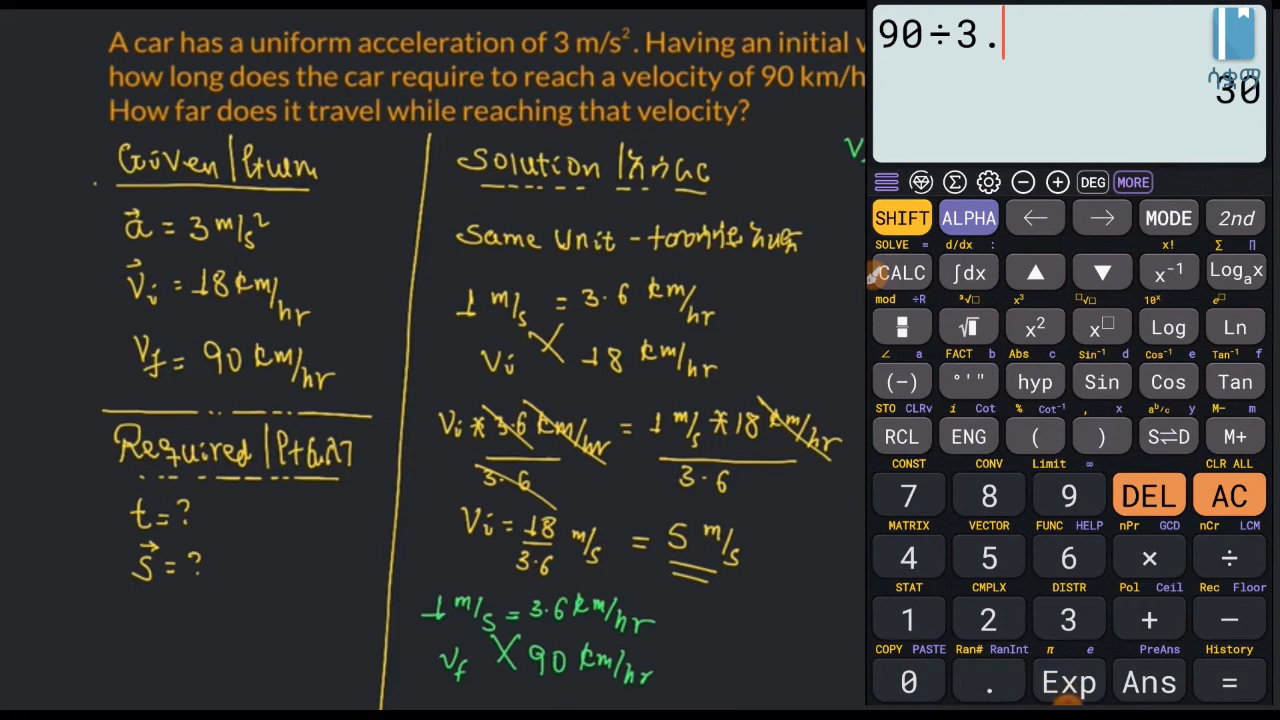 A car has a uniform acceleration of 3 m/s². Having an initial v
how long does the car require to reach a velocity of 90 km/h
How far does it travel while reaching that velocity?
Given |
a⃗ = 3 m/s²
v⃗i = 18 km/hr
Vf = 90 km/hr
Required |
t = ?
S⃗ = ?
Solution |
Same Unit -
1 m/s = 3.6 km/hr
Vi 18 km/hr
Vi * 3.6 km/hr = 1 m/s * 18 km/hr
3.6 3.6
Vi = 18 m/s = 5 m/s
3.6
1 m/s = 3.6 km/hr
Vf 90 km/hr
90÷3.
30
DEG MORE
SHIFT ALPHA ← → MODE 2nd
SOLVE = d/dx : x! Σ Π
CALC ∫dx ▲ ▼ x⁻¹ Logₐx
mod ÷R ³√□ x³ □√□ 10ˣ e□
√□ x² x□ Log Ln
∠ a FACT b Abs c Sin⁻¹ d Cos⁻¹ e Tan⁻¹ f
(−) °'" hyp Sin Cos Tan
STO CLRv i Cot % Cot⁻¹ , x aᵇ/c y M− m
RCL ENG ( ) S⇌D M+
CONST CONV Limit ∞ CLR ALL
7 8 9 DEL AC
MATRIX VECTOR FUNC HELP nPr GCD nCr LCM
4 5 6 × ÷
STAT CMPLX DISTR Pol Ceil Rec Floor
1 2 3 + −
COPY PASTE Ran# RanInt π e PreAns History
0 . Exp Ans =